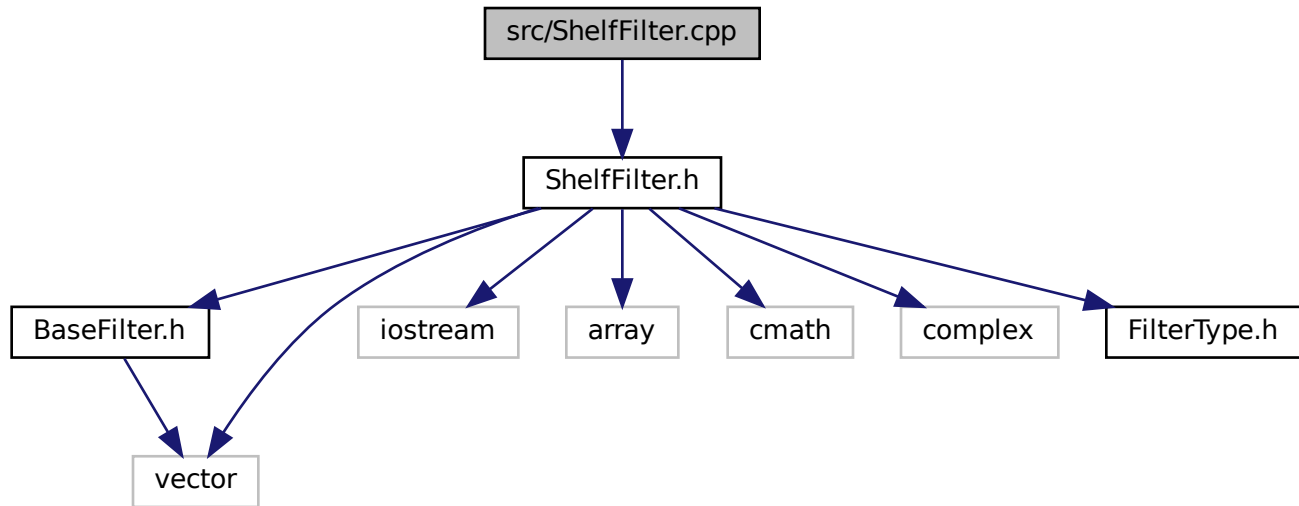 src/ShelfFilter.cpp
ShelfFilter.h
BaseFilter.h
iostream
array
cmath
complex
FilterType.h
vector